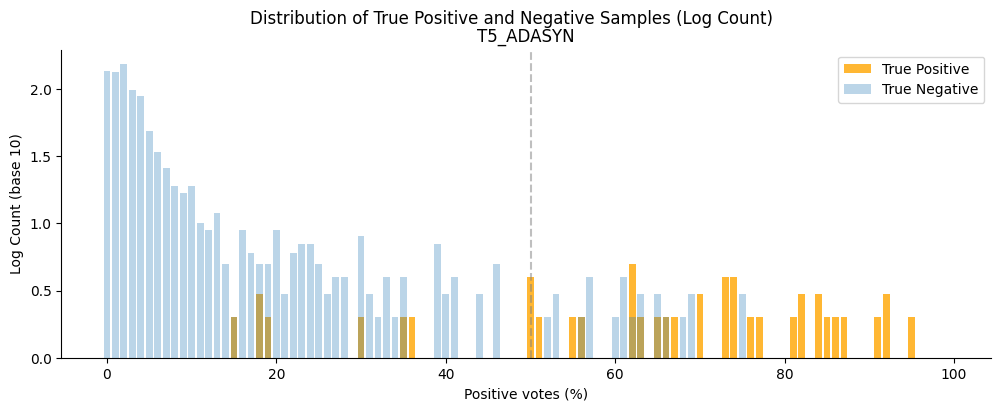 Distribution of True Positive and Negative Samples (Log Count)
T5_ADASYN
True Positive
True Negative
Log Count (base 10)
2.0
1.5
1.0
0.5
0.0
0
20
40
60
80
100
Positive votes (%)